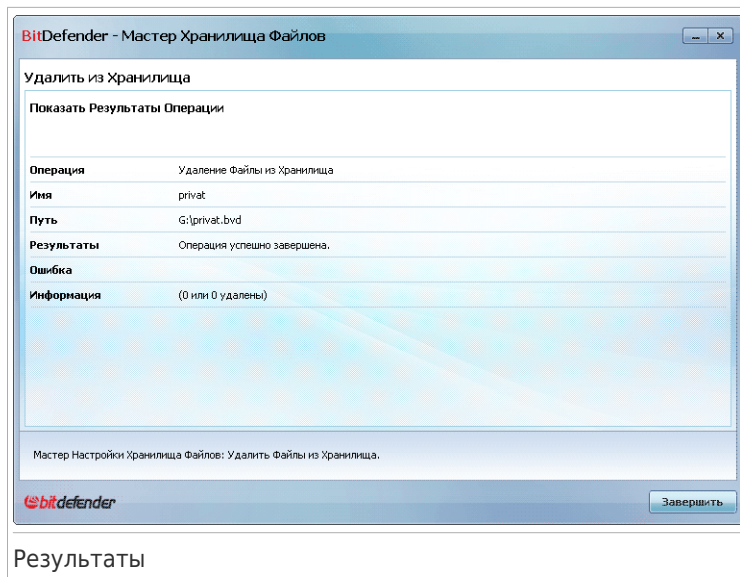 BitDefender - Мастер Хранилища Файлов
Удалить из Хранилища
Показать Результаты Операции
Операция Удаление Файлы из Хранилища
Имя privat
Путь G:\privat.bvd
Результаты Операция успешно завершена.
Ошибка
Информация (0 или 0 удалены)
Мастер Настройки Хранилища Файлов: Удалить Файлы из Хранилища.
bitdefender
Завершить
Результаты